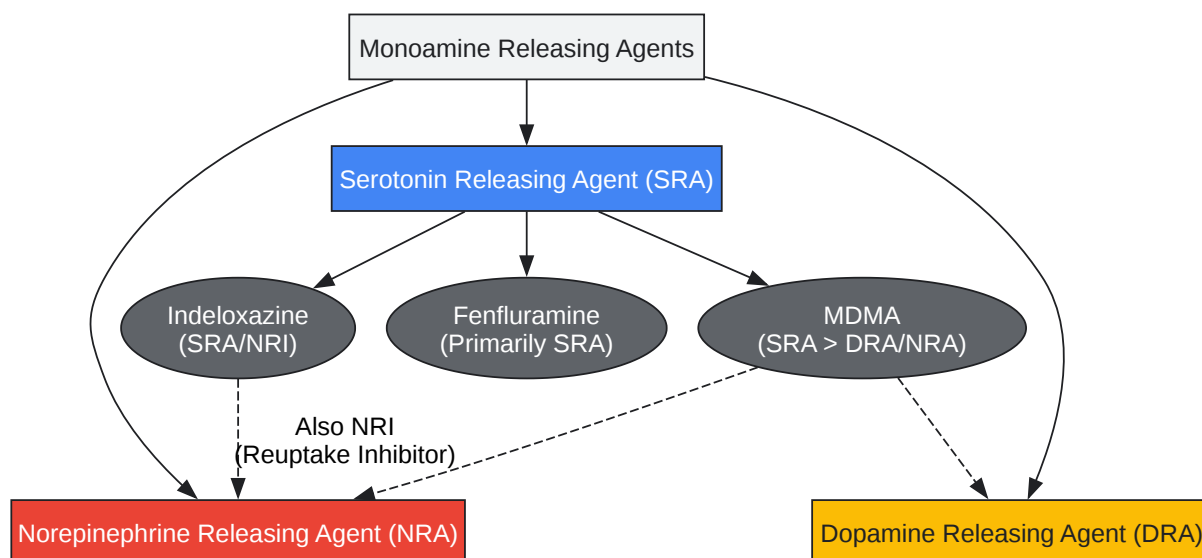 Monoamine Releasing Agents
Serotonin Releasing Agent (SRA)
Indeloxazine
(SRA/NRI)
Fenfluramine
(Primarily SRA)
MDMA
(SRA > DRA/NRA)
Also NRI
(Reuptake Inhibitor)
Norepinephrine Releasing Agent (NRA)
Dopamine Releasing Agent (DRA)